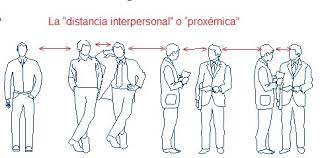 La "distancia interpersonal" o "proxémica"